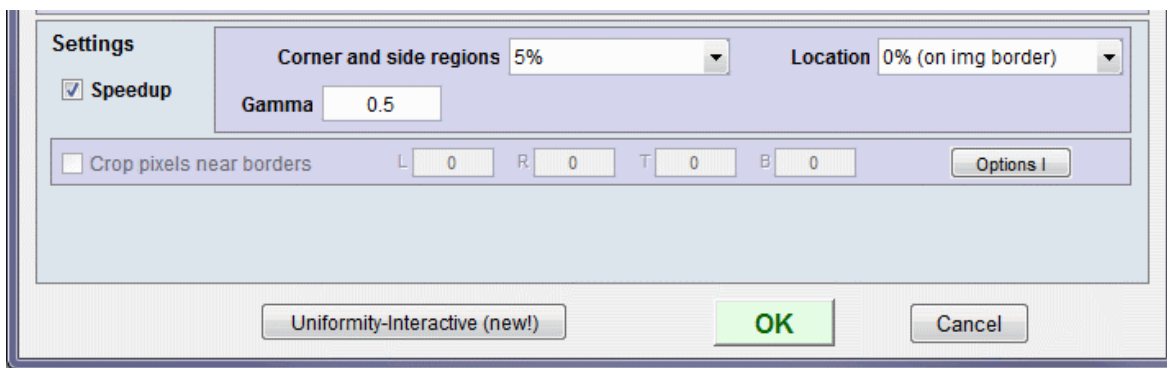 Settings
Corner and side regions 5% Location 0% (on img border)
Speedup
Gamma 0.5
Crop pixels near borders L 0 R 0 T 0 B 0 Options I
Uniformity-Interactive (new!) OK Cancel